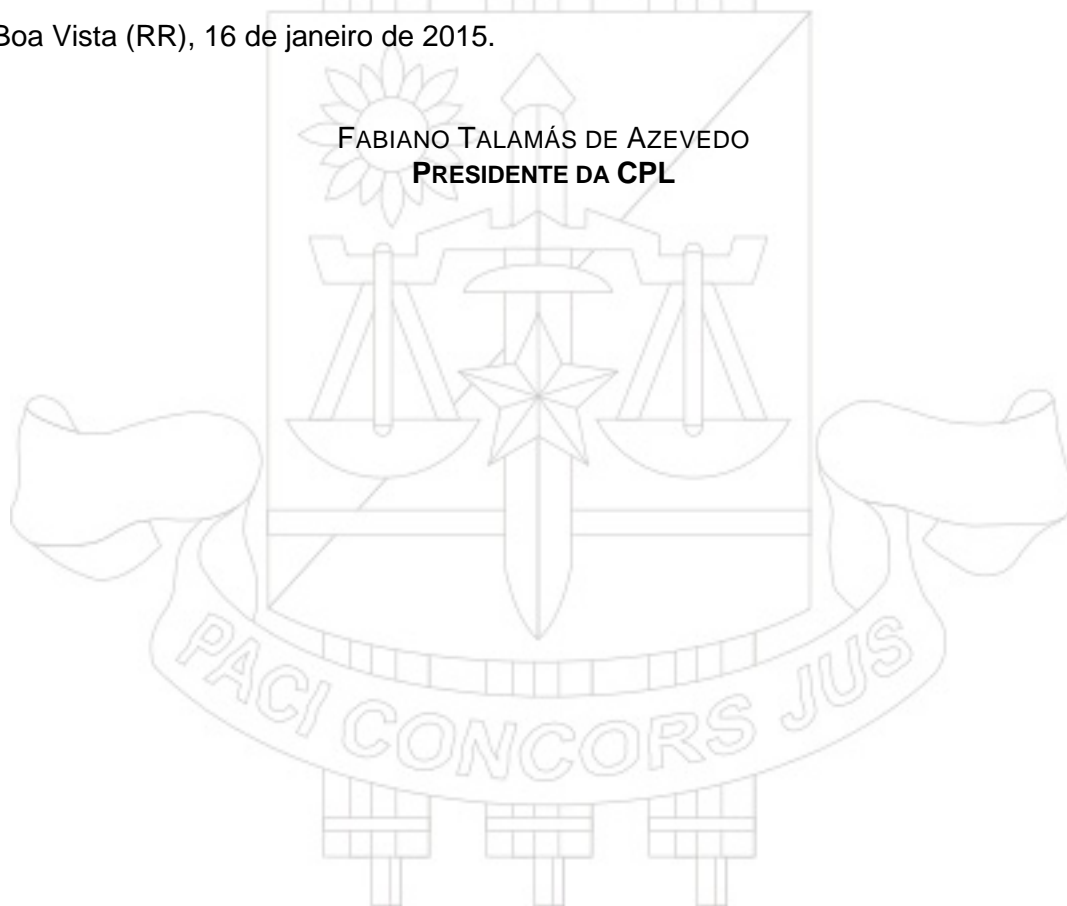 Boa Vista (RR), 16 de janeiro de 2015.
FABIANO TALAMÁS DE AZEVEDO
PRESIDENTE DA CPL
PACI CONCORS JUS